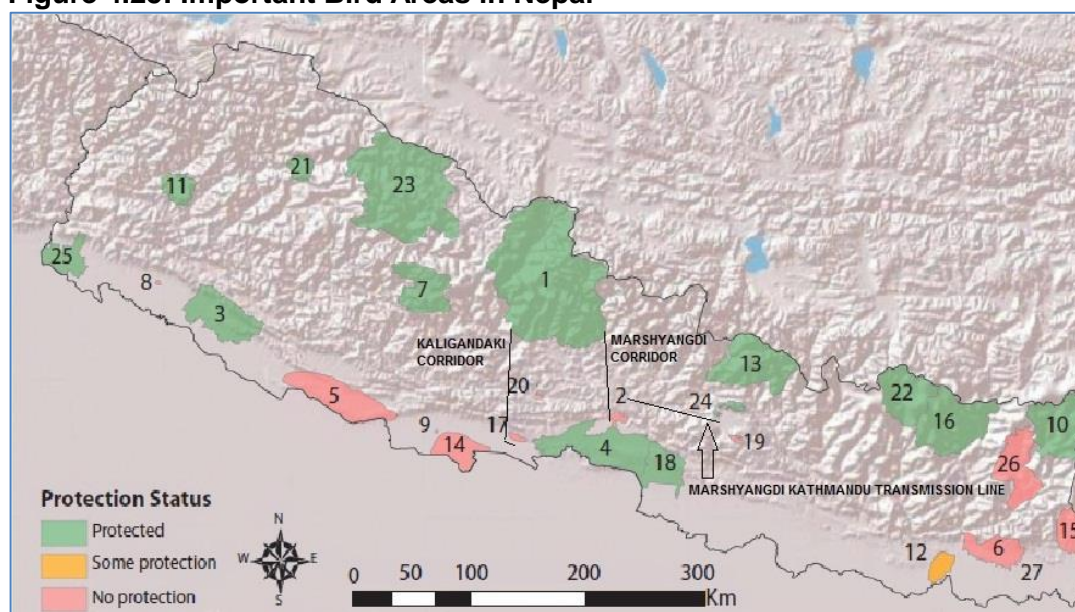 Figure 4.23: Important Bird Areas in Nepal
11
21
23
25
8
3
7
1
KALIGANDAKI
CORRIDOR
MARSHYANGDI
CORRIDOR
13
5
20
2
24
22
16
10
9
17
14
4
18
19
26
MARSHYANGDI KATHMANDU TRANSMISSION LINE
15
12
6
27
Protection Status
Protected
Some protection
No protection
N
W E
S
0 50 100 200 300 Km